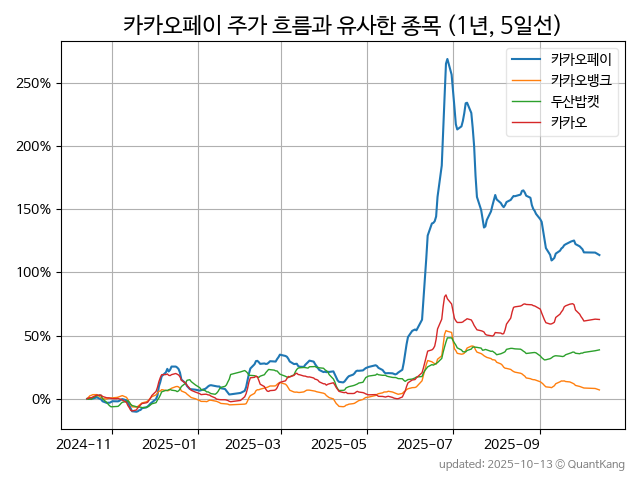 카카오페이 주가 흐름과 유사한 종목 (1년, 5일선)
카카오페이
카카오뱅크
두산밥캣
카카오
250%
200%
150%
100%
50%
0%
2024-11 2025-01 2025-03 2025-05 2025-07 2025-09
updated: 2025-10-13 © QuantKang